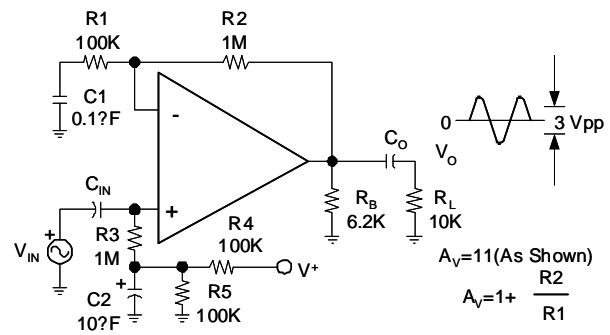 R1
100K
R2
1M
C1
0.1?F
-
+
C_IN
V_IN
+
R3
1M
C2
+
10?F
R4
100K
R5
100K
V+
C_O
R_B
6.2K
R_L
10K
0
3 Vpp
V_O
A_V=11(As Shown)
A_V=1+ R2
R1